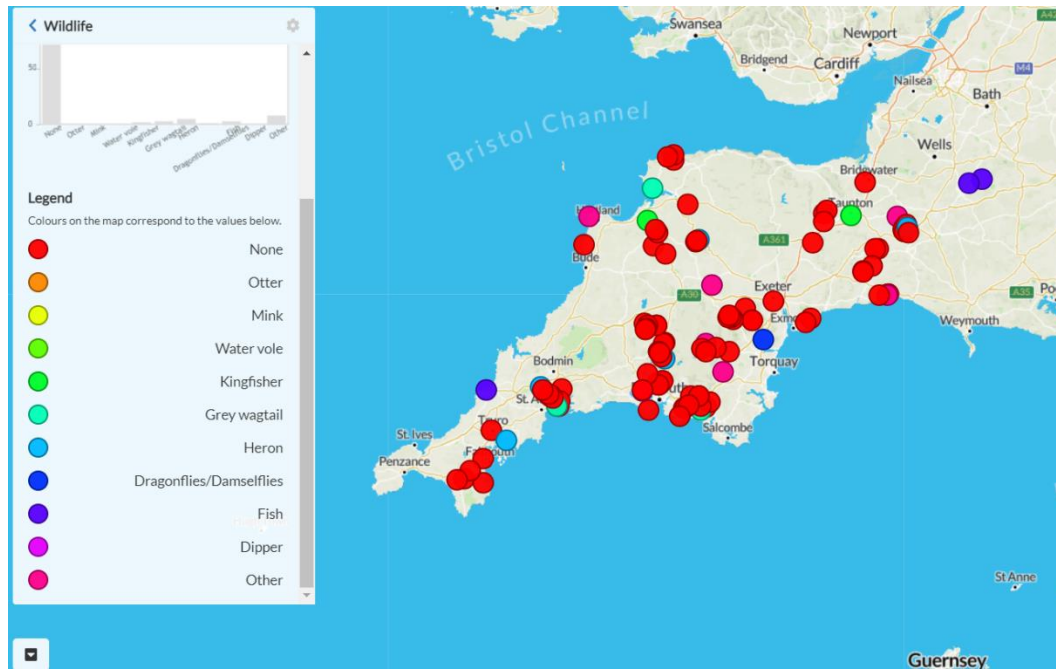 Wildlife
50
0
None
Otter
Mink
Water vole
Kingfisher
Grey wagtail
Heron
Dragonflies/Damselflies
Fish
Dipper
Other
Legend
Colours on the map correspond to the values below.
None
Otter
Mink
Water vole
Kingfisher
Grey wagtail
Heron
Dragonflies/Damselflies
Fish
Dipper
Other
Swansea
Newport
Bridgend
Cardiff
M4
Nailsea
Bath
Bristol Channel
Wells
Bridgwater
Taunton
A361
Bude
Exeter
A30
A35
Weymouth
Bodmin
Torquay
Truro
Salcombe
St. Ives
Penzance
St Anne
Guernsey